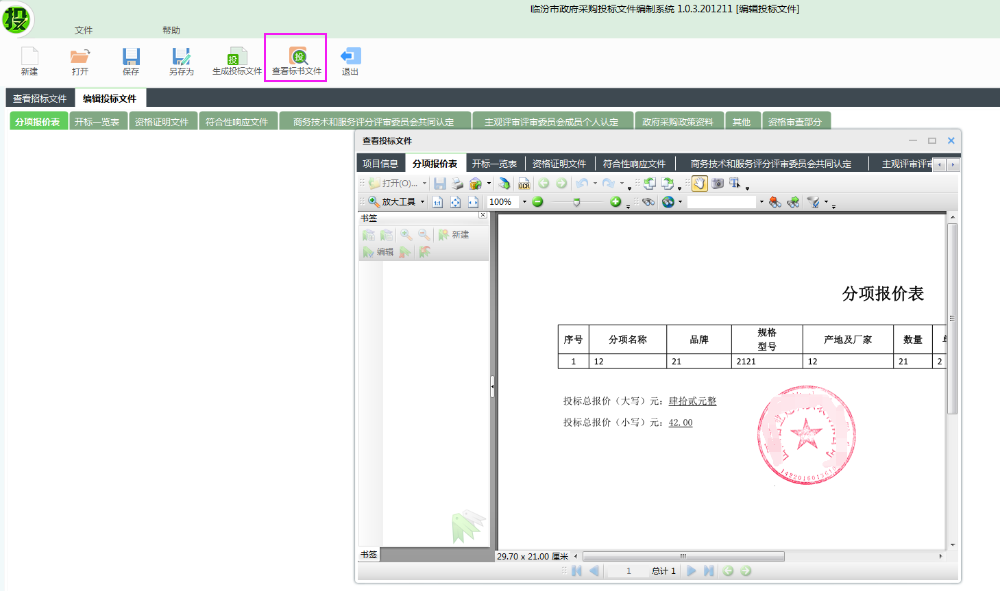 临汾市政府采购投标文件编制系统 1.0.3.201211 [编辑投标文件]
投
文件 帮助
新建 打开 保存 另存为 生成投标文件 查看标书文件 退出
投 投
查看招标文件 编辑投标文件
分项报价表 开标一览表 资格证明文件 符合性响应文件 商务技术和服务评分评审委员会共同认定 主观评审评审委员会成员个人认定 政府采购政策资料 其他 资格审查部分
查看投标文件
项目信息 分项报价表 开标一览表 资格证明文件 符合性响应文件 商务技术和服务评分评审委员会共同认定 主观评审评审
打开(O)... OCR
放大工具 1:1 100%
书签
新建
编辑
分项报价表
序号 分项名称 品牌 规格型号 产地及厂家 数量
1 12 21 2121 12 21 2
投标总报价（大写）元：肆拾贰元整
投标总报价（小写）元：42.00
书签
29.70 x 21.00 厘米
1 总计 1